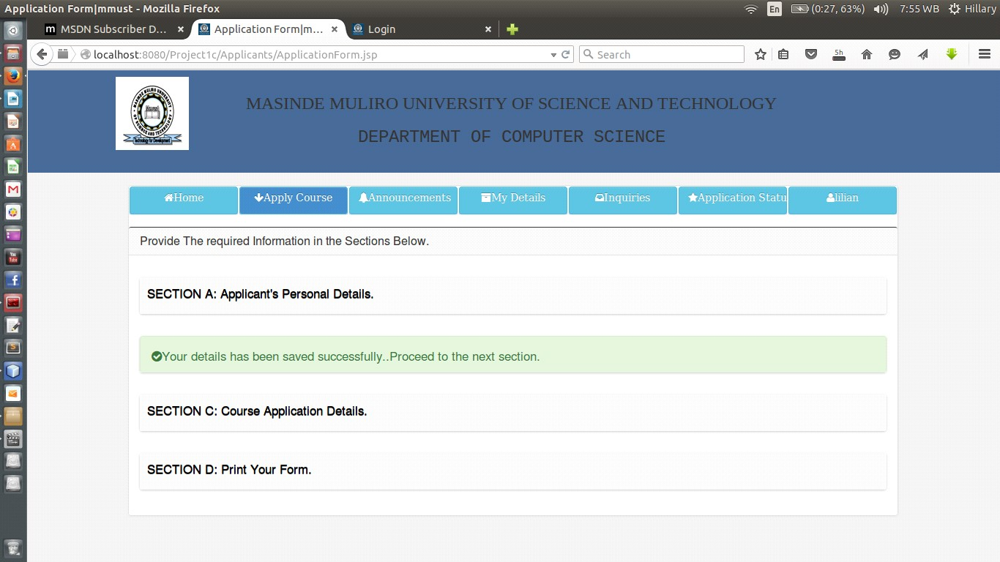 Application Form|mmust - Mozilla Firefox
En
(0:27, 63%)
7:55 WB
Hillary
MSDN Subscriber D...
Application Form|m...
Login
localhost:8080/Project1c/Applicants/ApplicationForm.jsp
Search
5h
MASINDE MULIRO UNIVERSITY OF SCIENCE AND TECHNOLOGY
DEPARTMENT OF COMPUTER SCIENCE
Home
Apply Course
Announcements
My Details
Inquiries
Application Statu
lilian
Provide The required Information in the Sections Below.
SECTION A: Applicant's Personal Details.
Your details has been saved successfully..Proceed to the next section.
SECTION C: Course Application Details.
SECTION D: Print Your Form.